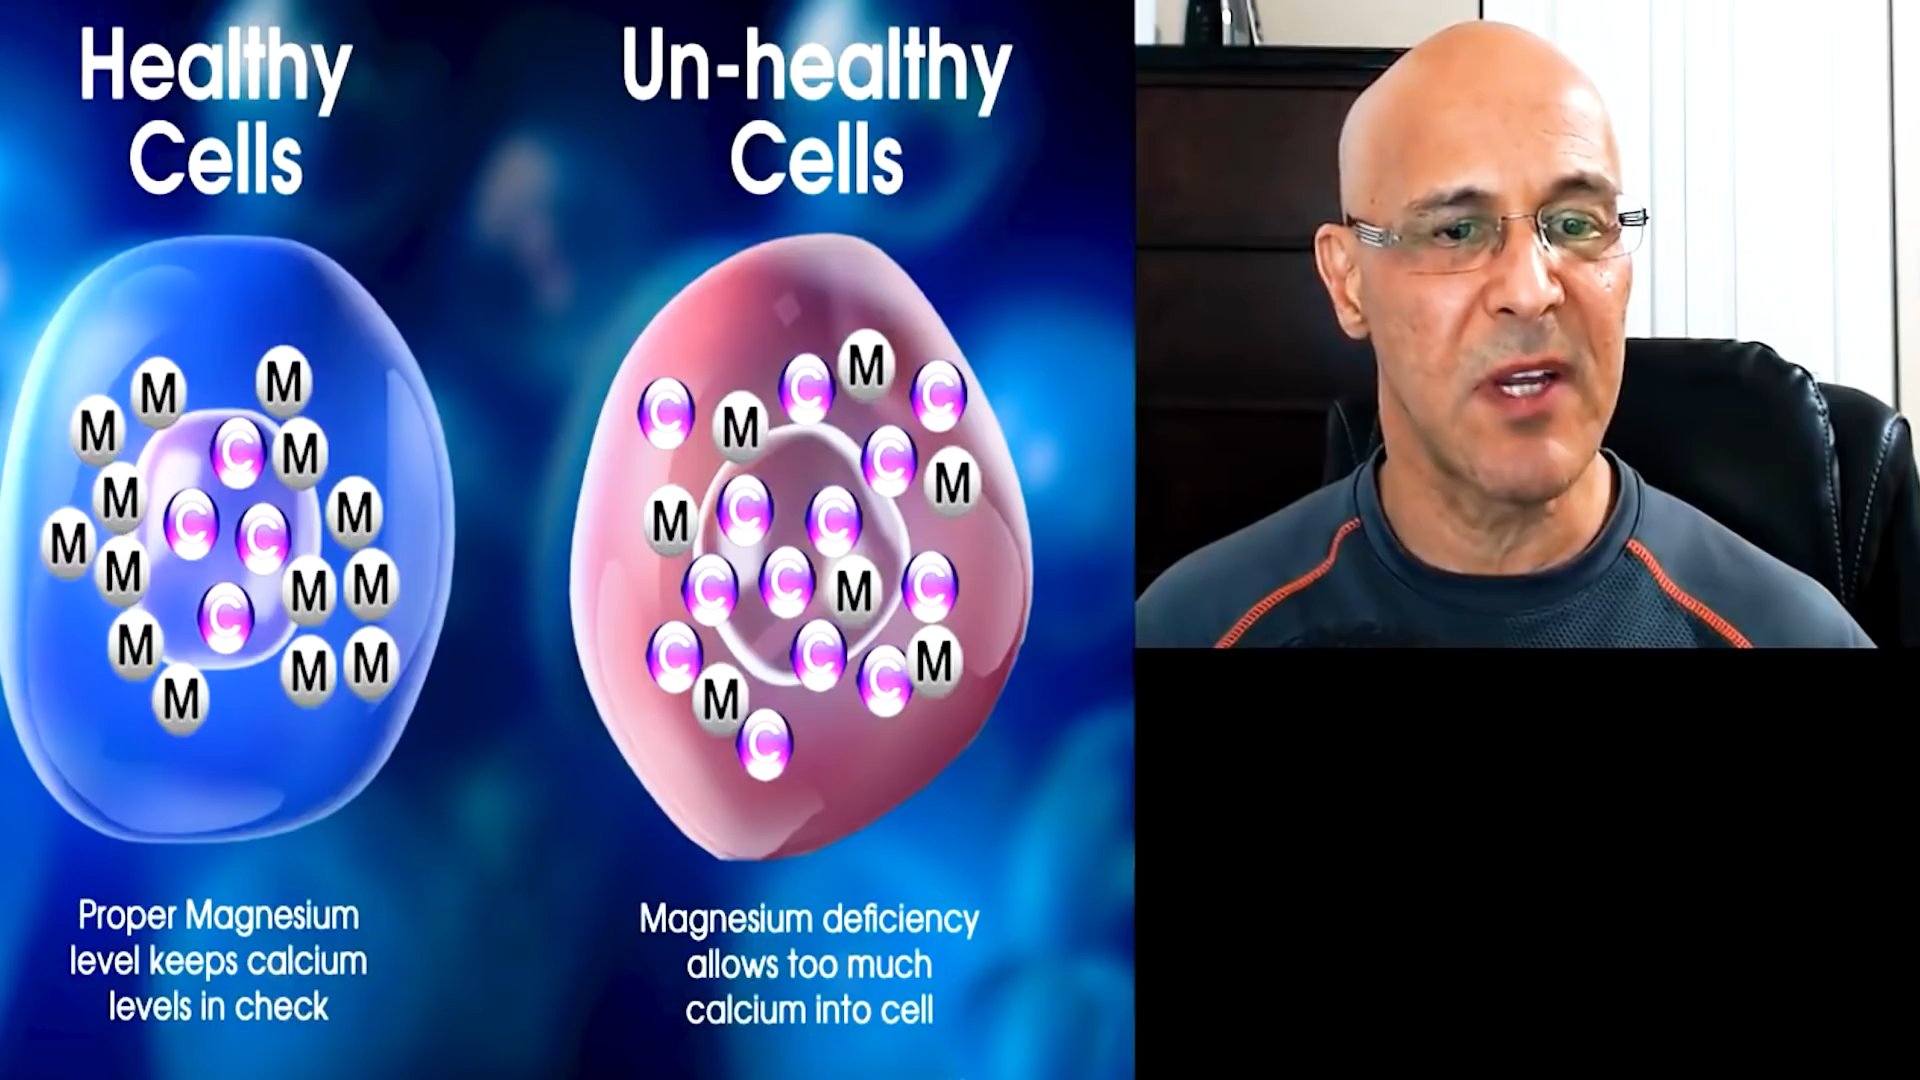 Healthy
Cells
M
M
M
C
M
M
C
M
M
C
M
M
M
C
M
M
M
M
Proper Magnesium
level keeps calcium
levels in check
Un-healthy
Cells
M
C
C
C
M
C
M
C
C
M
C
C
M
C
C
C
M
C
M
C
Magnesium deficiency
allows too much
calcium into cell